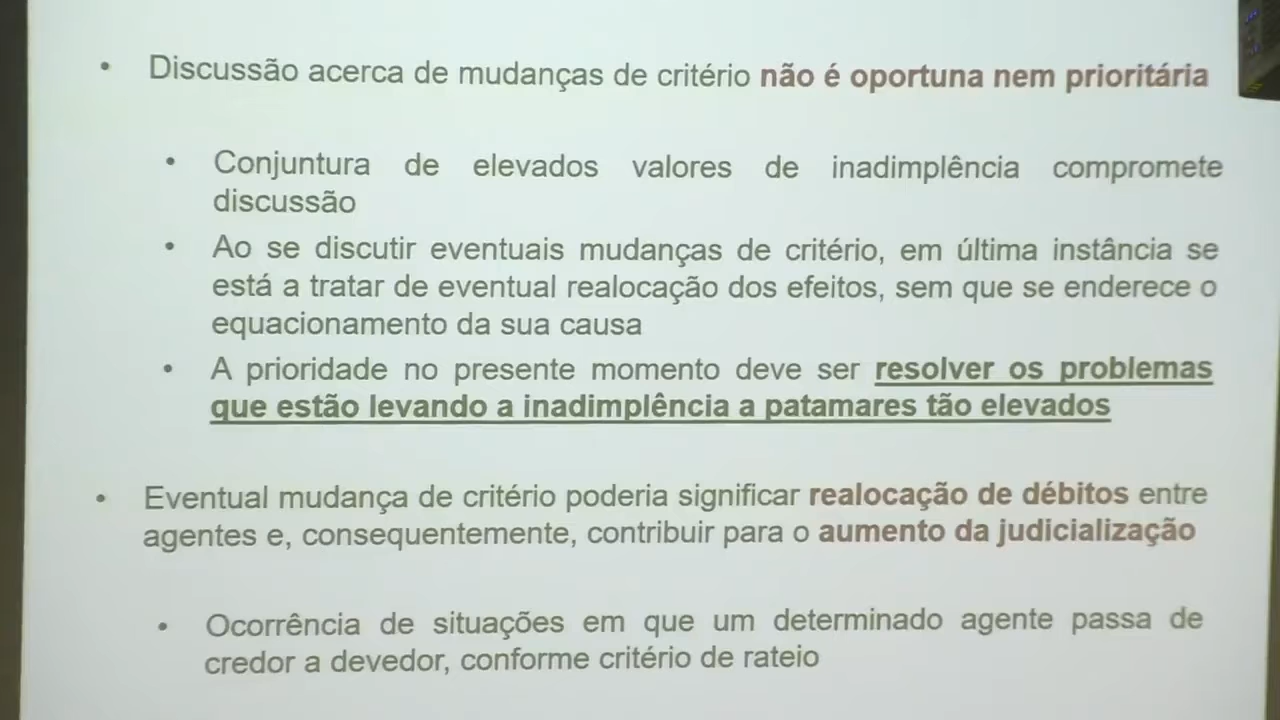 • Discussão acerca de mudanças de critério não é oportuna nem prioritária
• Conjuntura de elevados valores de inadimplência compromete
discussão
• Ao se discutir eventuais mudanças de critério, em última instância se
está a tratar de eventual realocação dos efeitos, sem que se enderece o
equacionamento da sua causa
• A prioridade no presente momento deve ser resolver os problemas
que estão levando a inadimplência a patamares tão elevados
• Eventual mudança de critério poderia significar realocação de débitos entre
agentes e, consequentemente, contribuir para o aumento da judicialização
• Ocorrência de situações em que um determinado agente passa de
credor a devedor, conforme critério de rateio